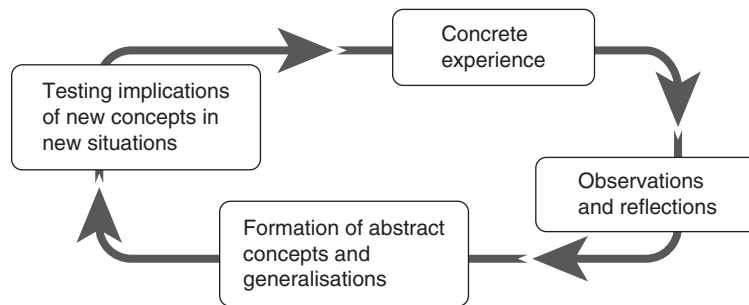 Concrete
experience
Testing implications
of new concepts in
new situations
Observations
and reflections
Formation of abstract
concepts and
generalisations